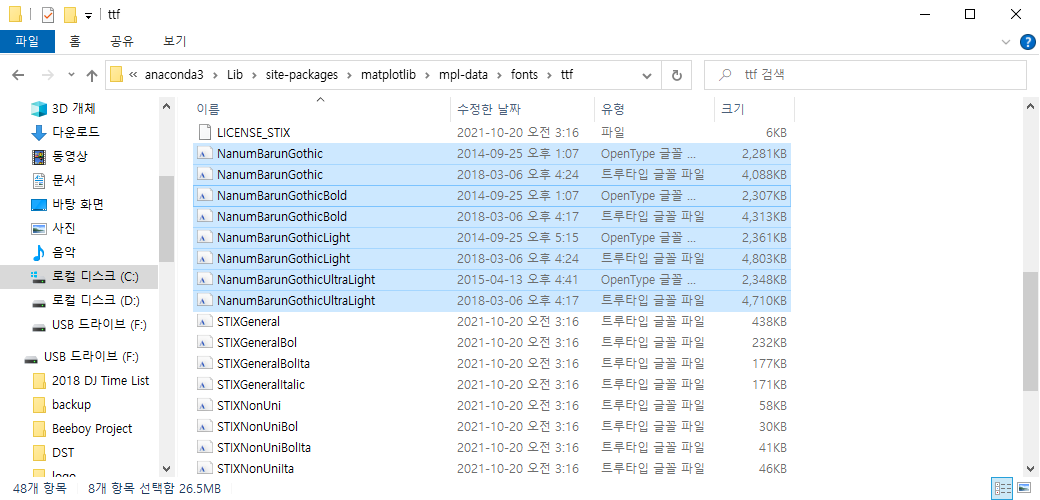 ttf
파일 홈 공유 보기
« anaconda3 > Lib > site-packages > matplotlib > mpl-data > fonts > ttf
ttf 검색
3D 개체
다운로드
동영상
문서
바탕 화면
사진
음악
로컬 디스크 (C:)
로컬 디스크 (D:)
USB 드라이브 (F:)
USB 드라이브 (F:)
2018 DJ Time List
backup
Beeboy Project
DST
logo
이름 수정한 날짜 유형 크기
LICENSE_STIX 2021-10-20 오전 3:16 파일 6KB
NanumBarunGothic 2014-09-25 오후 1:07 OpenType 글꼴 ... 2,281KB
NanumBarunGothic 2018-03-06 오후 4:24 트루타입 글꼴 파일 4,088KB
NanumBarunGothicBold 2014-09-25 오후 1:07 OpenType 글꼴 ... 2,307KB
NanumBarunGothicBold 2018-03-06 오후 4:17 트루타입 글꼴 파일 4,313KB
NanumBarunGothicLight 2014-09-25 오후 5:15 OpenType 글꼴 ... 2,361KB
NanumBarunGothicLight 2018-03-06 오후 4:24 트루타입 글꼴 파일 4,803KB
NanumBarunGothicUltraLight 2015-04-13 오후 4:41 OpenType 글꼴 ... 2,348KB
NanumBarunGothicUltraLight 2018-03-06 오후 4:17 트루타입 글꼴 파일 4,710KB
STIXGeneral 2021-10-20 오전 3:16 트루타입 글꼴 파일 438KB
STIXGeneralBol 2021-10-20 오전 3:16 트루타입 글꼴 파일 232KB
STIXGeneralBolIta 2021-10-20 오전 3:16 트루타입 글꼴 파일 177KB
STIXGeneralItalic 2021-10-20 오전 3:16 트루타입 글꼴 파일 171KB
STIXNonUni 2021-10-20 오전 3:16 트루타입 글꼴 파일 58KB
STIXNonUniBol 2021-10-20 오전 3:16 트루타입 글꼴 파일 30KB
STIXNonUniBolIta 2021-10-20 오전 3:16 트루타입 글꼴 파일 41KB
STIXNonUniIta 2021-10-20 오전 3:16 트루타입 글꼴 파일 46KB
48개 항목 8개 항목 선택함 26.5MB